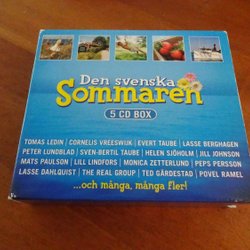 Den svenska
Sommaren
5 CD BOX
TOMAS LEDIN | CORNELIS VREESWIJK | EVERT TAUBE | LASSE BERGHAGEN
PETER LUNDBLAD | SVEN-BERTIL TAUBE | HELEN SJÖHOLM | JILL JOHNSON
MATS PAULSON | LILL LINDFORS | MONICA ZETTERLUND | PEPS PERSSON
LASSE DAHLQUIST | THE REAL GROUP | TED GÄRDESTAD | POVEL RAMEL
...och många, många fler!